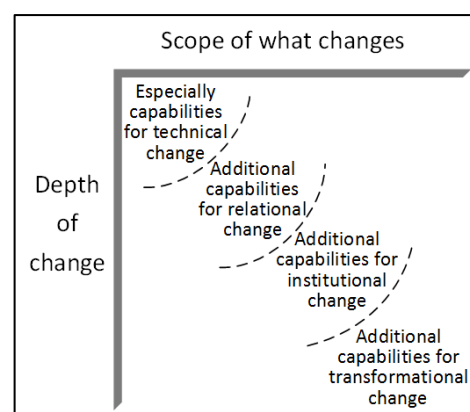 Scope of what changes
Especially
capabilities
for technical
change
Depth
of
change
Additional
capabilities
for relational
change
Additional
capabilities for
institutional
change
Additional
capabilities for
transformational
change